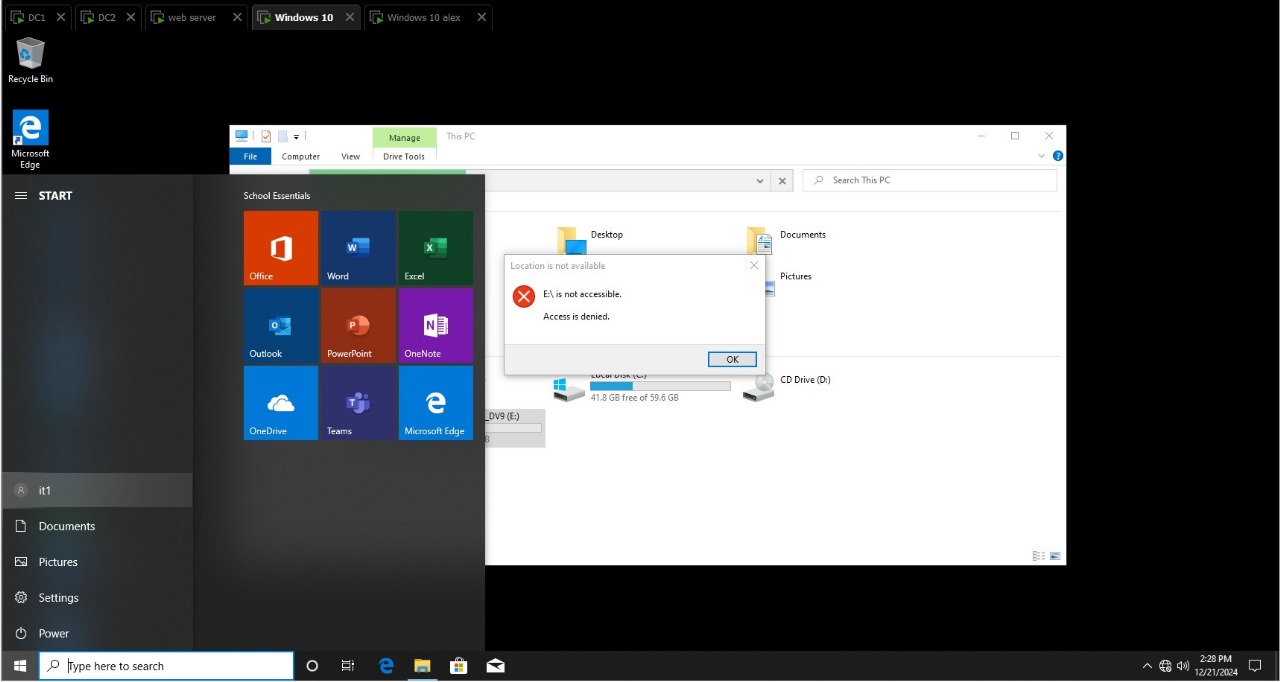 DC1
DC2
web server
Windows 10
Windows 10 alex
Recycle Bin
Microsoft
Edge
Manage
This PC
File
Computer
View
Drive Tools
Search This PC
START
School Essentials
Office
Word
Excel
Outlook
PowerPoint
OneNote
OneDrive
Teams
Microsoft Edge
Desktop
Documents
Pictures
Location is not available
E:\ is not accessible.
Access is denied.
OK
Local Disk (C:)
41.8 GB free of 59.6 GB
CD Drive (D:)
_DV9 (E:)
it1
Documents
Pictures
Settings
Power
Type here to search
2:28 PM
12/21/2024